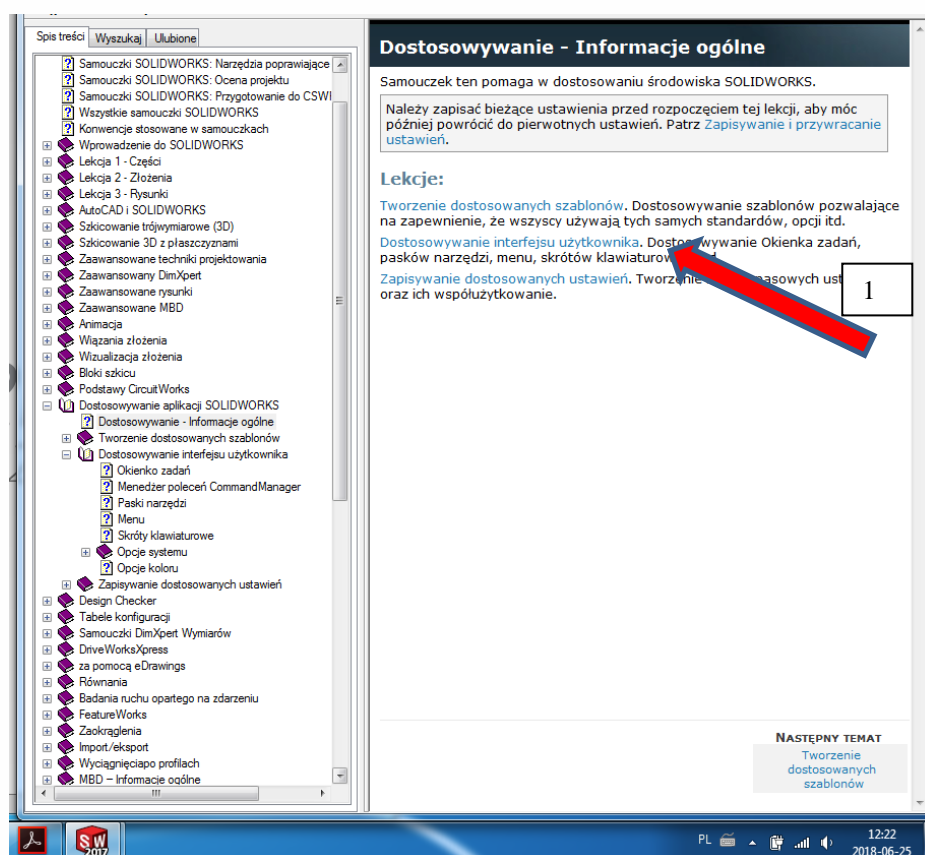 Spis treści Wyszukaj Ulubione
Samouczki SOLIDWORKS: Narzędzia poprawiające
Samouczki SOLIDWORKS: Ocena projektu
Samouczki SOLIDWORKS: Przygotowanie do CSWI
Wszystkie samouczki SOLIDWORKS
Konwencje stosowane w samouczkach
Wprowadzenie do SOLIDWORKS
Lekcja 1 - Części
Lekcja 2 - Złożenia
Lekcja 3 - Rysunki
AutoCAD i SOLIDWORKS
Szkicowanie trójwymiarowe (3D)
Szkicowanie 3D z płaszczyznami
Zaawansowane techniki projektowania
Zaawansowany DimXpert
Zaawansowane rysunki
Zaawansowane MBD
Animacja
Wiązania złożenia
Wizualizacja złożenia
Bloki szkicu
Podstawy CircuitWorks
Dostosowywanie aplikacji SOLIDWORKS
Dostosowywanie - Informacje ogólne
Tworzenie dostosowanych szablonów
Dostosowywanie interfejsu użytkownika
Okienko zadań
Menedżer poleceń CommandManager
Paski narzędzi
Menu
Skróty klawiaturowe
Opcje systemu
Opcje koloru
Zapisywanie dostosowanych ustawień
Design Checker
Tabele konfiguracji
Samouczki DimXpert Wymiarów
DriveWorksXpress
za pomocą eDrawings
Równania
Badania ruchu opartego na zdarzeniu
FeatureWorks
Zaokrąglenia
Import/eksport
Wyciągnięciapo profilach
MBD – Informacje ogólne
Dostosowywanie - Informacje ogólne
Samouczek ten pomaga w dostosowaniu środowiska SOLIDWORKS.
Należy zapisać bieżące ustawienia przed rozpoczęciem tej lekcji, aby móc
później powrócić do pierwotnych ustawień. Patrz Zapisywanie i przywracanie
ustawień.
Lekcje:
Tworzenie dostosowanych szablonów. Dostosowywanie szablonów pozwalające
na zapewnienie, że wszyscy używają tych samych standardów, opcji itd.
Dostosowywanie interfejsu użytkownika. Dostosowywanie Okienka zadań,
pasków narzędzi, menu, skrótów
Zapisywanie dostosowanych ustawień. Tworzenie
oraz ich współużytkowanie.
1
NASTĘPNY TEMAT
Tworzenie
dostosowanych
szablonów
SW
2017
PL
12:22
2018-06-25